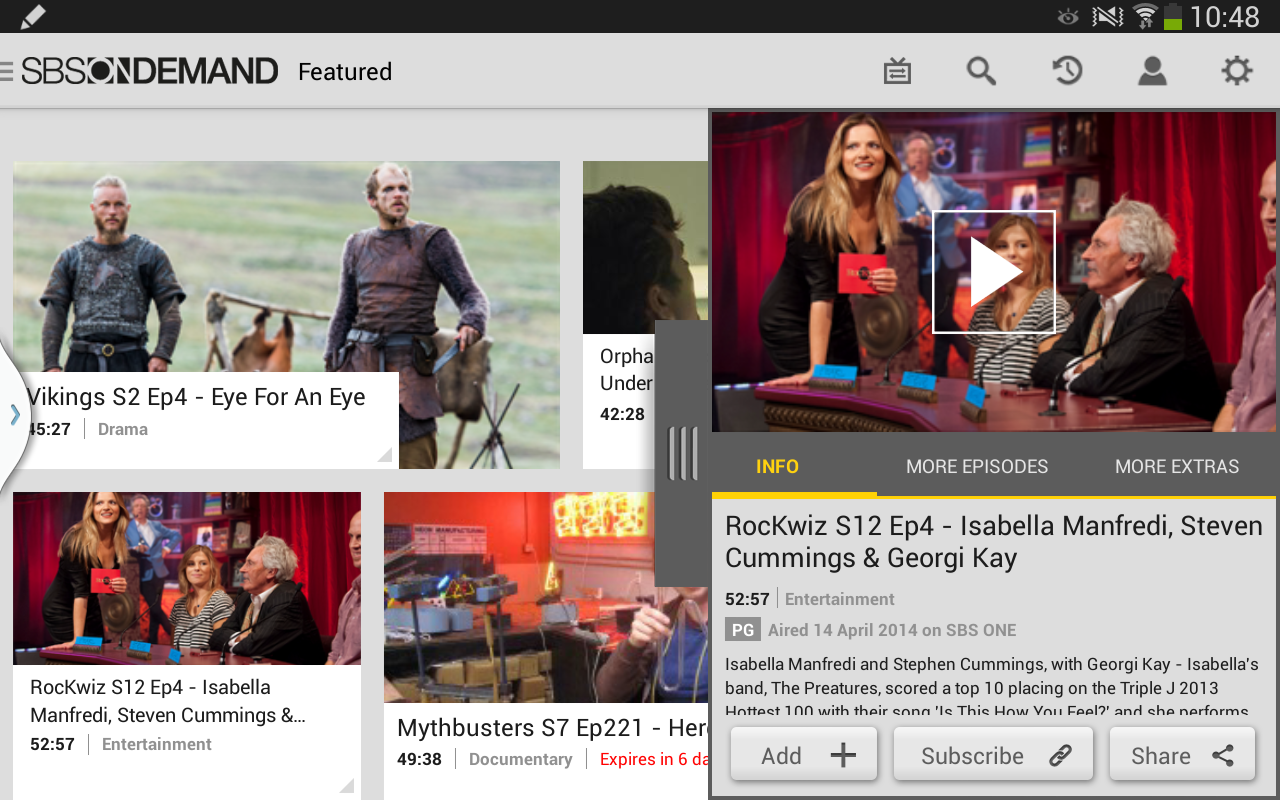 10:48
SBS ON DEMAND Featured
Vikings S2 Ep4 - Eye For An Eye
45:27 Drama
Orpha
Under
42:28
RocKwiz S12 Ep4 - Isabella
Manfredi, Steven Cummings &...
52:57 Entertainment
Mythbusters S7 Ep221 - Her
49:38 Documentary Expires in 6 da
INFO MORE EPISODES MORE EXTRAS
RocKwiz S12 Ep4 - Isabella Manfredi, Steven
Cummings & Georgi Kay
52:57 Entertainment
PG Aired 14 April 2014 on SBS ONE
Isabella Manfredi and Stephen Cummings, with Georgi Kay - Isabella's
band, The Preatures, scored a top 10 placing on the Triple J 2013
Hottest 100 with their song 'Is This How You Feel?' and she performs
Add Subscribe Share